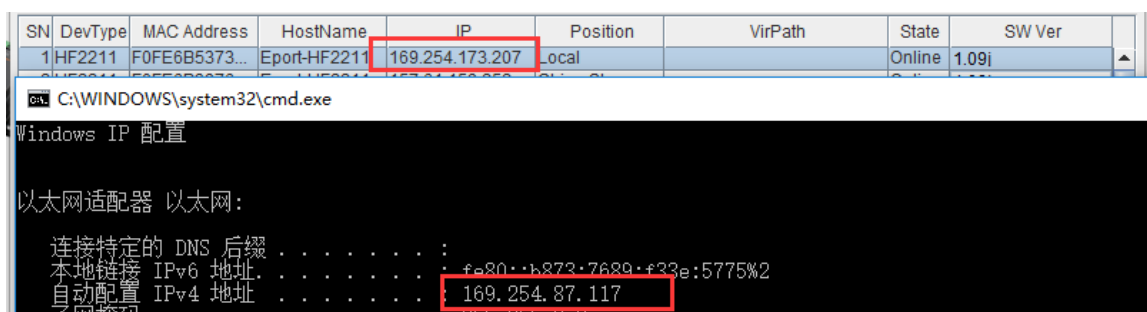 SN DevType MAC Address HostName IP Position VirPath State SW Ver
1 HF2211 F0FE6B5373... Eport-HF2211 169.254.173.207 Local Online 1.09j
C:\WINDOWS\system32\cmd.exe
Windows IP 配置
以太网适配器 以太网:
连接特定的 DNS 后缀 . . . . . . . :
本地链接 IPv6 地址. . . . . . . . : fe80::b873:7689:f33e:5775%2
自动配置 IPv4 地址 . . . . . . . : 169.254.87.117